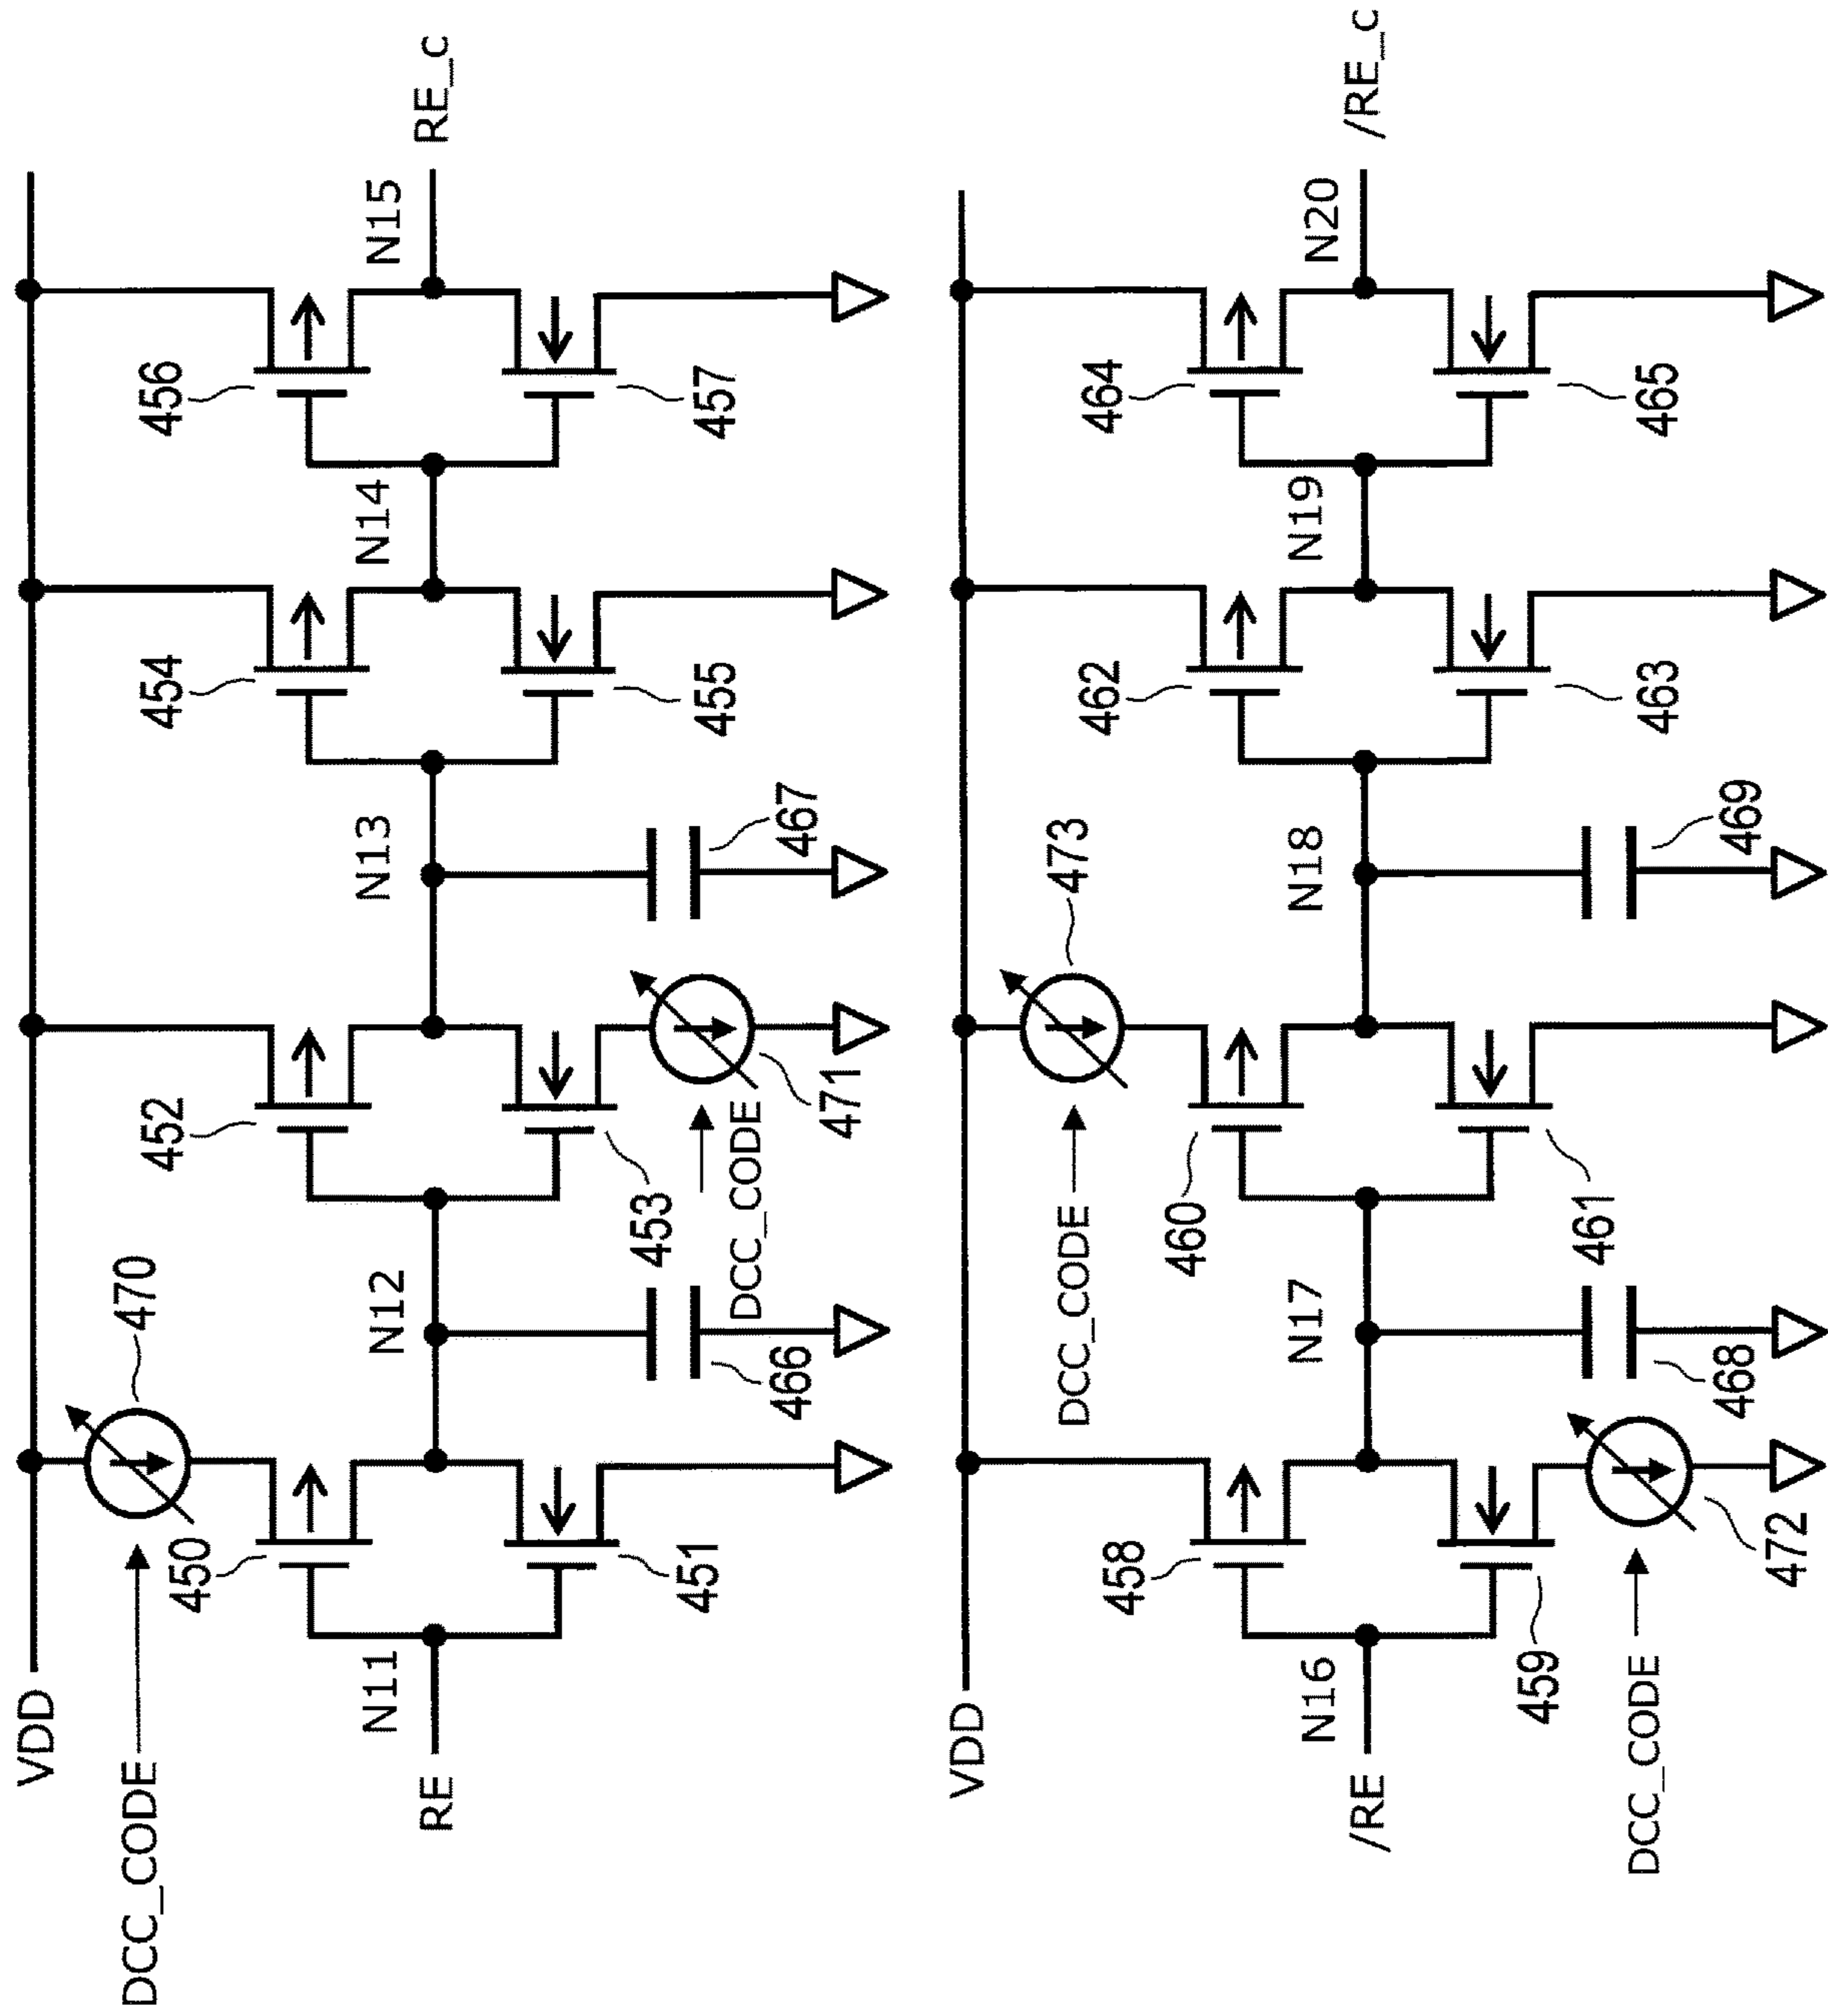 VDD
DCC_CODE
470
450
451
N11
RE
N12
466
452
453
DCC_CODE
471
N13
467
454
455
N14
456
457
N15
RE_c
VDD
/RE
N16
458
459
DCC_CODE
472
N17
468
DCC_CODE
473
460
461
N18
469
462
463
N19
464
465
N20
/RE_c